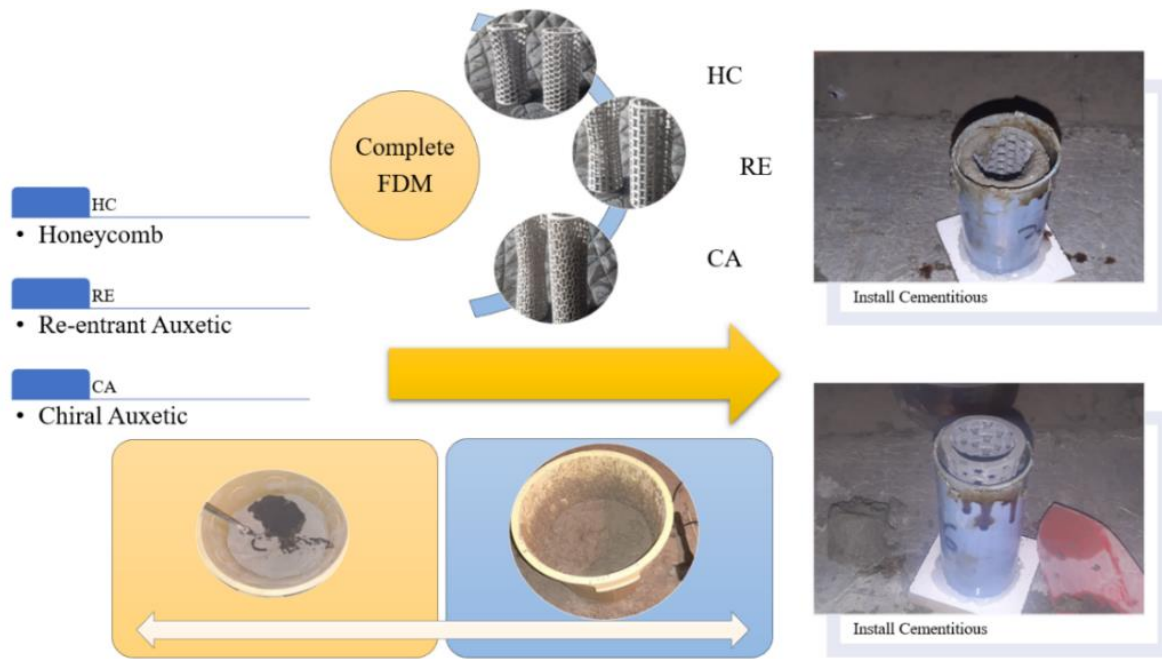 HC
• Honeycomb
RE
• Re-entrant Auxetic
CA
• Chiral Auxetic
Complete
FDM
HC
RE
CA
Install Cementitious
Install Cementitious